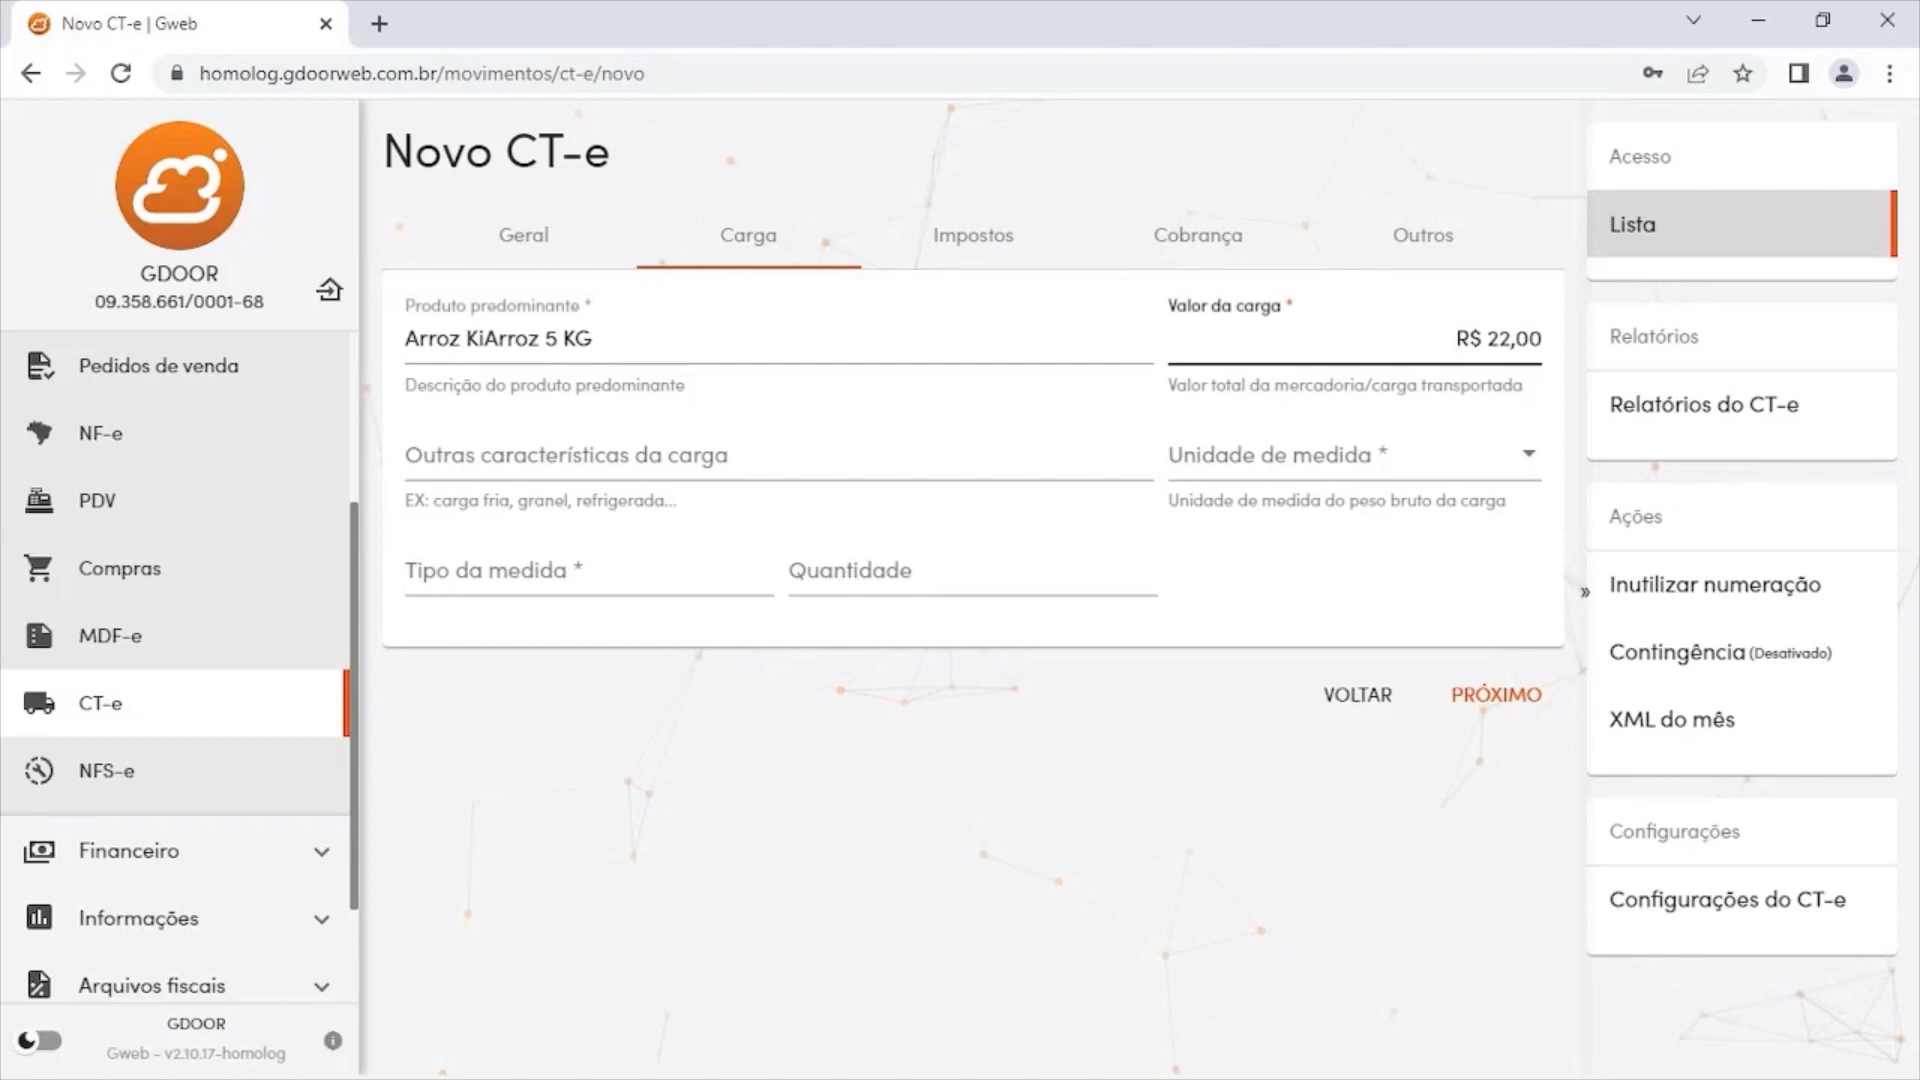 Novo CT-e | Gweb
homolog.gdoorweb.com.br/movimentos/ct-e/novo
GDOOR
09.358.661/0001-68
Pedidos de venda
NF-e
PDV
Compras
MDF-e
CT-e
NFS-e
Financeiro
Informações
Arquivos fiscais
GDOOR
Gweb - v2.10.17-homolog
Novo CT-e
Geral
Carga
Impostos
Cobrança
Outros
Produto predominante *
Arroz KiArroz 5 KG
Descrição do produto predominante
Valor da carga *
R$ 22,00
Valor total da mercadoria/carga transportada
Outras características da carga
EX: carga fria, granel, refrigerada...
Unidade de medida *
Unidade de medida do peso bruto da carga
Tipo da medida *
Quantidade
VOLTAR
PRÓXIMO
»
Acesso
Lista
Relatórios
Relatórios do CT-e
Ações
Inutilizar numeração
Contingência (Desativado)
XML do mês
Configurações
Configurações do CT-e